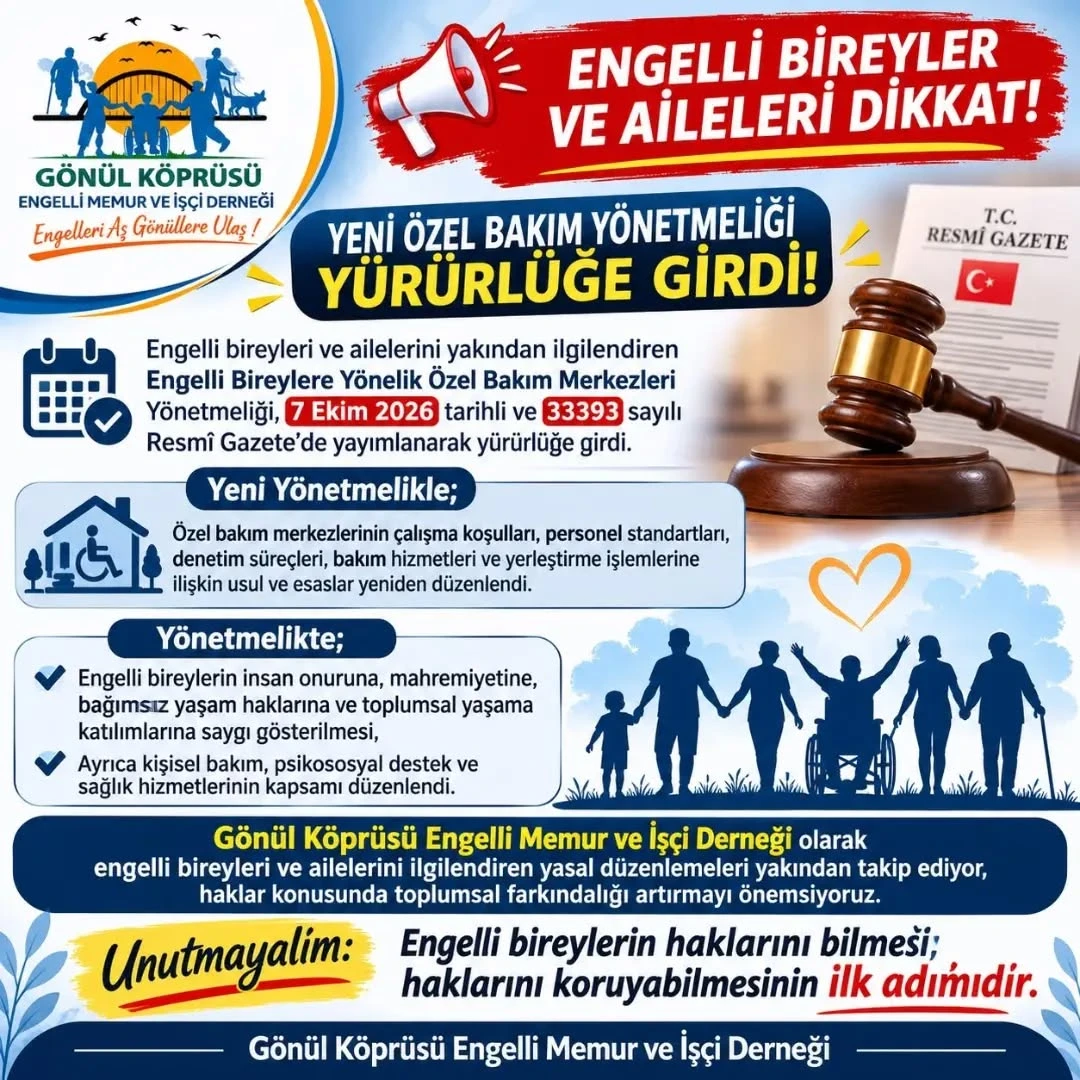 GÖNÜL KÖPRÜSÜ
ENGELLİ MEMUR VE İŞÇİ DERNEĞİ
Engelleri Aş Gönüllere Ulaş !
ENGELLİ BİREYLER
VE AİLELERİ DİKKAT!
YENİ ÖZEL BAKIM YÖNETMELİĞİ
YÜRÜRLÜĞE GİRDİ!
T.C.
RESMÎ GAZETE
Engelli bireyleri ve ailelerini yakından ilgilendiren
Engelli Bireylere Yönelik Özel Bakım Merkezleri
Yönetmeliği, 7 Ekim 2026 tarihli ve 33393 sayılı
Resmî Gazete'de yayımlanarak yürürlüğe girdi.
Yeni Yönetmelikle;
Özel bakım merkezlerinin çalışma koşulları, personel standartları,
denetim süreçleri, bakım hizmetleri ve yerleştirme işlemlerine
ilişkin usul ve esaslar yeniden düzenlendi.
Yönetmelikte;
Engelli bireylerin insan onuruna, mahremiyetine,
bağımsız yaşam haklarına ve toplumsal yaşama
katılımlarına saygı gösterilmesi,
Ayrıca kişisel bakım, psikososyal destek ve
sağlık hizmetlerinin kapsamı düzenlendi.
Gönül Köprüsü Engelli Memur ve İşçi Derneği olarak
engelli bireyleri ve ailelerini ilgilendiren yasal düzenlemeleri yakından takip ediyor,
haklar konusunda toplumsal farkındalığı artırmayı önemsiyoruz.
Unutmayalim:
Engelli bireylerin haklarını bilmesi;
haklarını koruyabilmesinin ilk adımıdır.
Gönül Köprüsü Engelli Memur ve İşçi Derneği